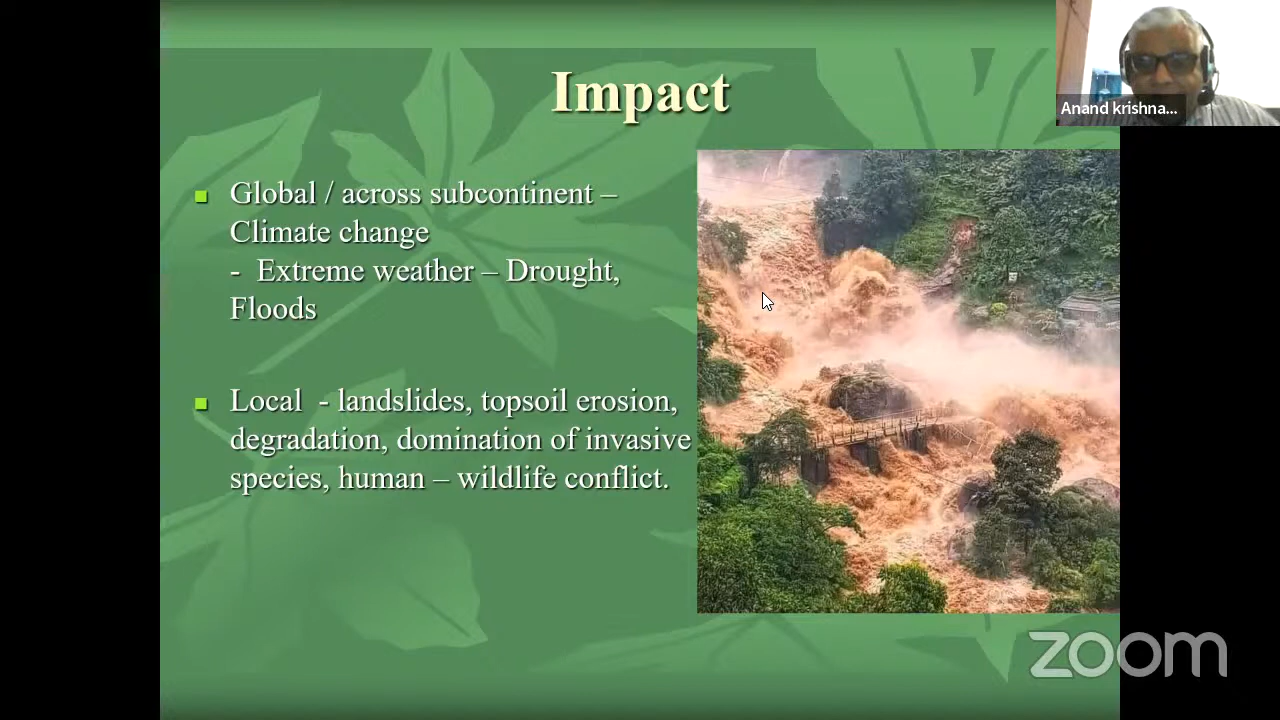 Impact
Anand krishna...
Global / across subcontinent –
Climate change
- Extreme weather – Drought,
Floods
Local - landslides, topsoil erosion,
degradation, domination of invasive
species, human – wildlife conflict.
zoom